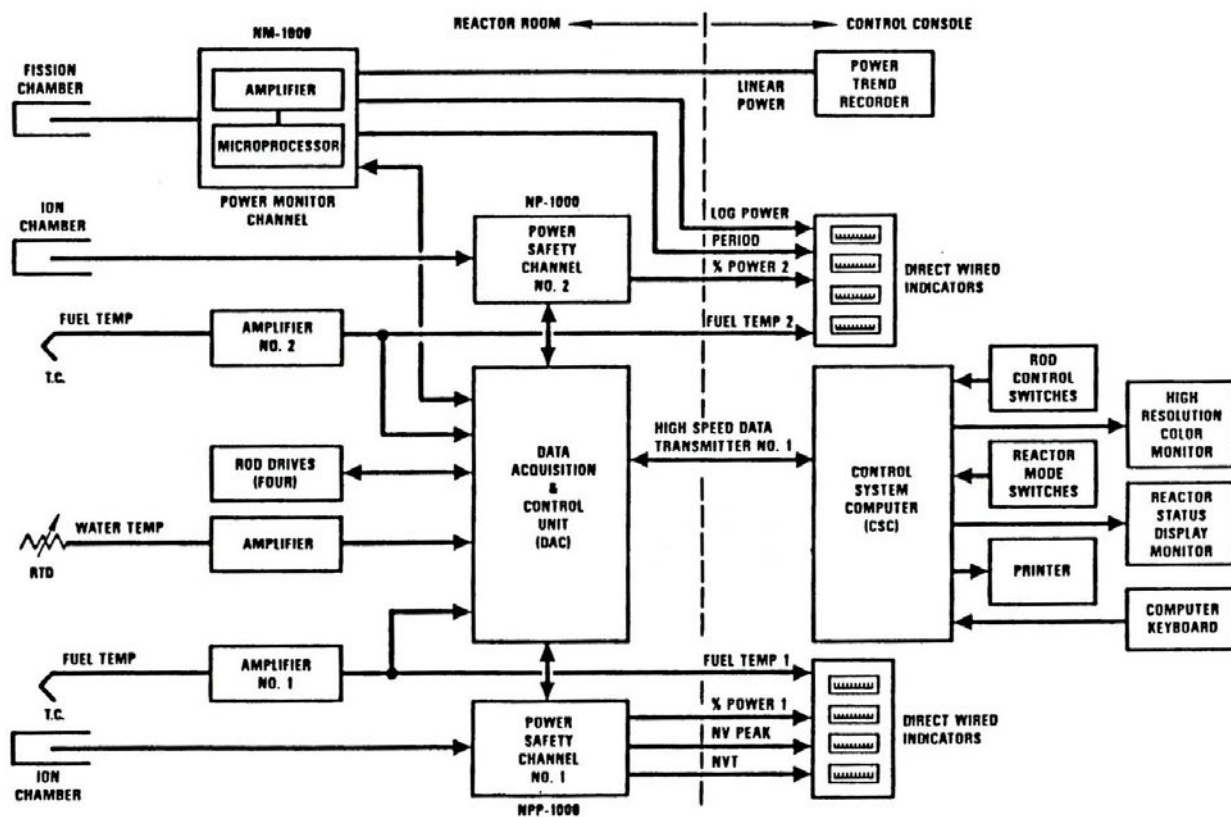 REACTOR ROOM
CONTROL CONSOLE
NM-1000
FISSION
CHAMBER
AMPLIFIER
MICROPROCESSOR
POWER MONITOR
CHANNEL
LINEAR
POWER
POWER
TREND
RECORDER
ION
CHAMBER
NP-1000
POWER
SAFETY
CHANNEL
NO. 2
LOG POWER
PERIOD
% POWER 2
FUEL TEMP 2
DIRECT WIRED
INDICATORS
FUEL TEMP
T.C.
AMPLIFIER
NO. 2
ROD DRIVES
(FOUR)
WATER TEMP
RTD
AMPLIFIER
DATA
ACQUISITION
&
CONTROL
UNIT
(DAC)
HIGH SPEED DATA
TRANSMITTER NO. 1
CONTROL
SYSTEM
COMPUTER
(CSC)
ROD
CONTROL
SWITCHES
HIGH
RESOLUTION
COLOR
MONITOR
REACTOR
MODE
SWITCHES
REACTOR
STATUS
DISPLAY
MONITOR
PRINTER
COMPUTER
KEYBOARD
FUEL TEMP
T.C.
AMPLIFIER
NO. 1
FUEL TEMP 1
% POWER 1
NV PEAK
NVT
DIRECT WIRED
INDICATORS
ION
CHAMBER
POWER
SAFETY
CHANNEL
NO. 1
NPP-1000